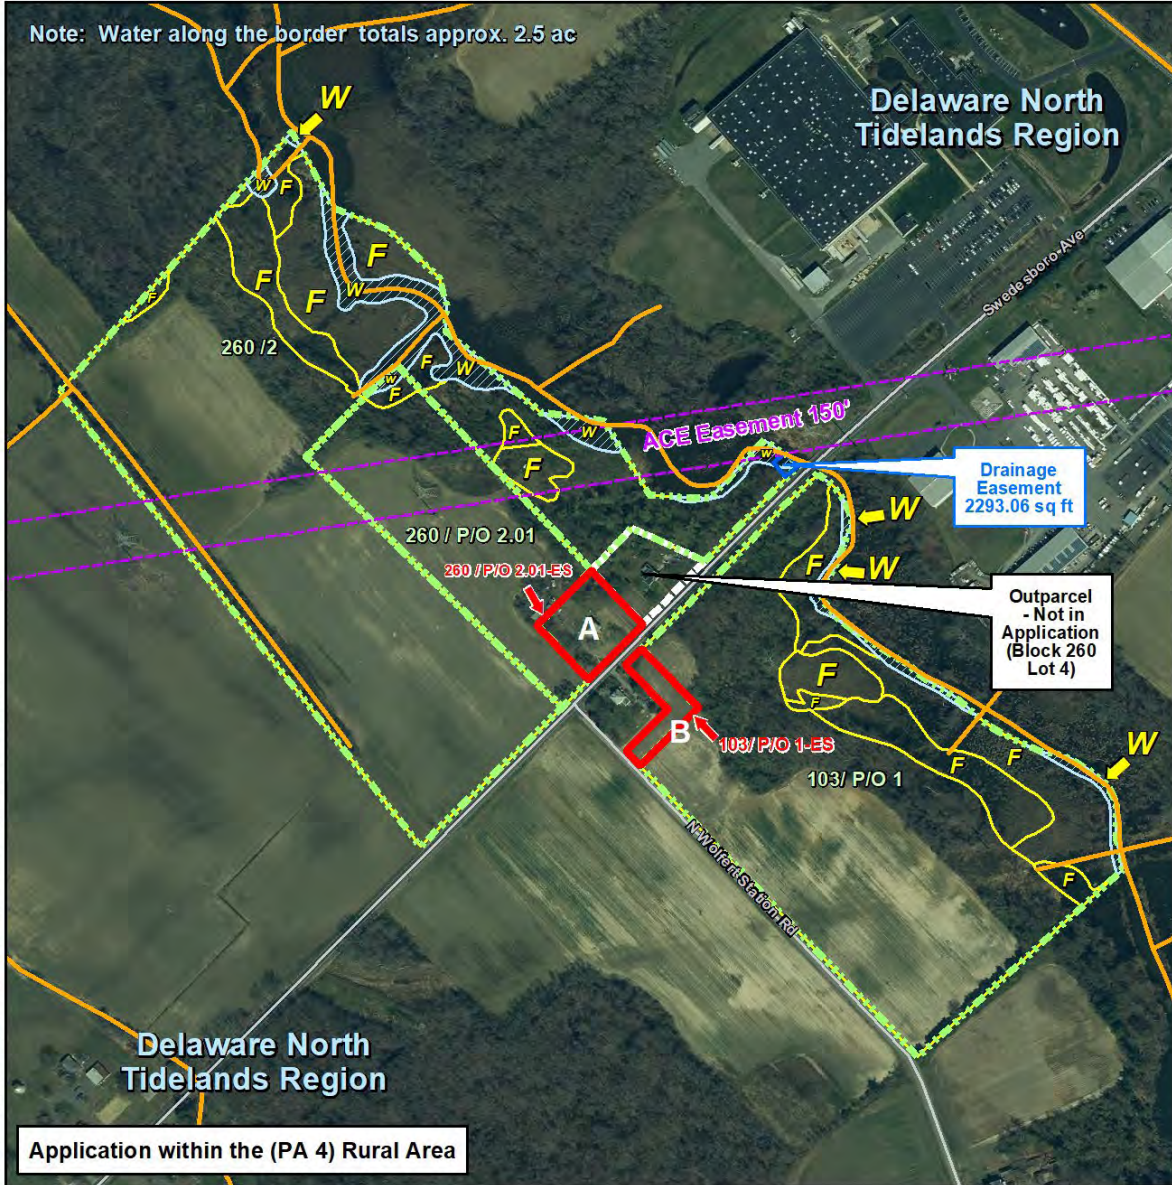 Note: Water along the border totals approx. 2.5 ac
W
Delaware North
Tidelands Region
W
F
F
F
F
W
F
Swedesboro Ave
260 /2
F
W
W
F
F
W
ACE Easement 150'
W
Drainage
Easement
2293.06 sq ft
F
W
260 / P/O 2.01
F
W
260 / P/O 2.01-ES
Outparcel
- Not in
Application
(Block 260
Lot 4)
A
F
F
B
103/ P/O 1-ES
F
F
W
103/ P/O 1
N Wolfert Station Rd
F
Delaware North
Tidelands Region
Application within the (PA 4) Rural Area